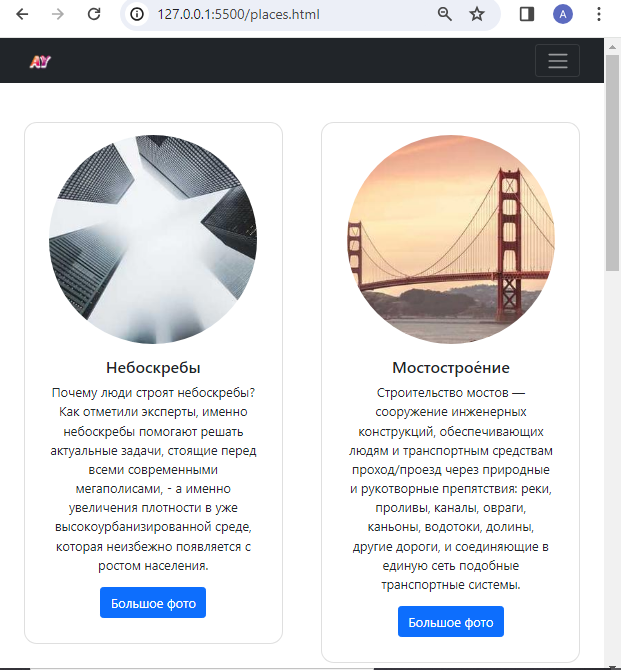 127.0.0.1:5500/places.html
A
AY
Небоскребы
Почему люди строят небоскребы?
Как отметили эксперты, именно
небоскребы помогают решать
актуальные задачи, стоящие перед
всеми современными
мегаполисами, - а именно
увеличения плотности в уже
высокоурбанизированной среде,
которая неизбежно появляется с
ростом населения.
Большое фото
Мостостроéние
Строительство мостов —
сооружение инженерных
конструкций, обеспечивающих
людям и транспортным средствам
проход/проезд через природные
и рукотворные препятствия: реки,
проливы, каналы, овраги,
каньоны, водотоки, долины,
другие дороги, и соединяющие в
единую сеть подобные
транспортные системы.
Большое фото